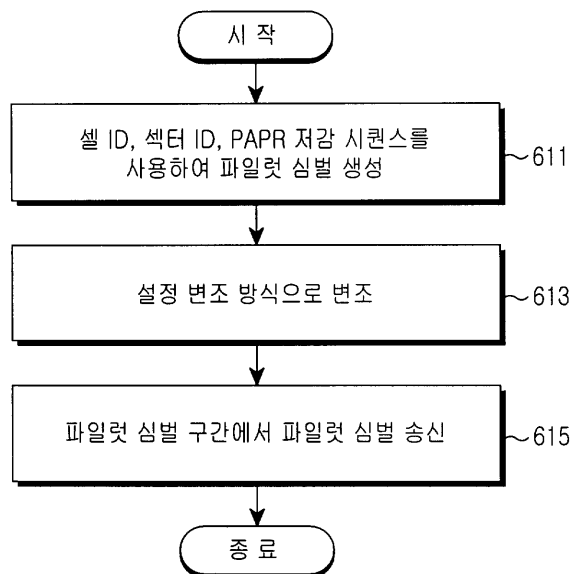 시 작
셀 ID, 섹터 ID, PAPR 저감 시퀀스를
사용하여 파일럿 심벌 생성
611
설정 변조 방식으로 변조
613
파일럿 심벌 구간에서 파일럿 심벌 송신
615
종 료